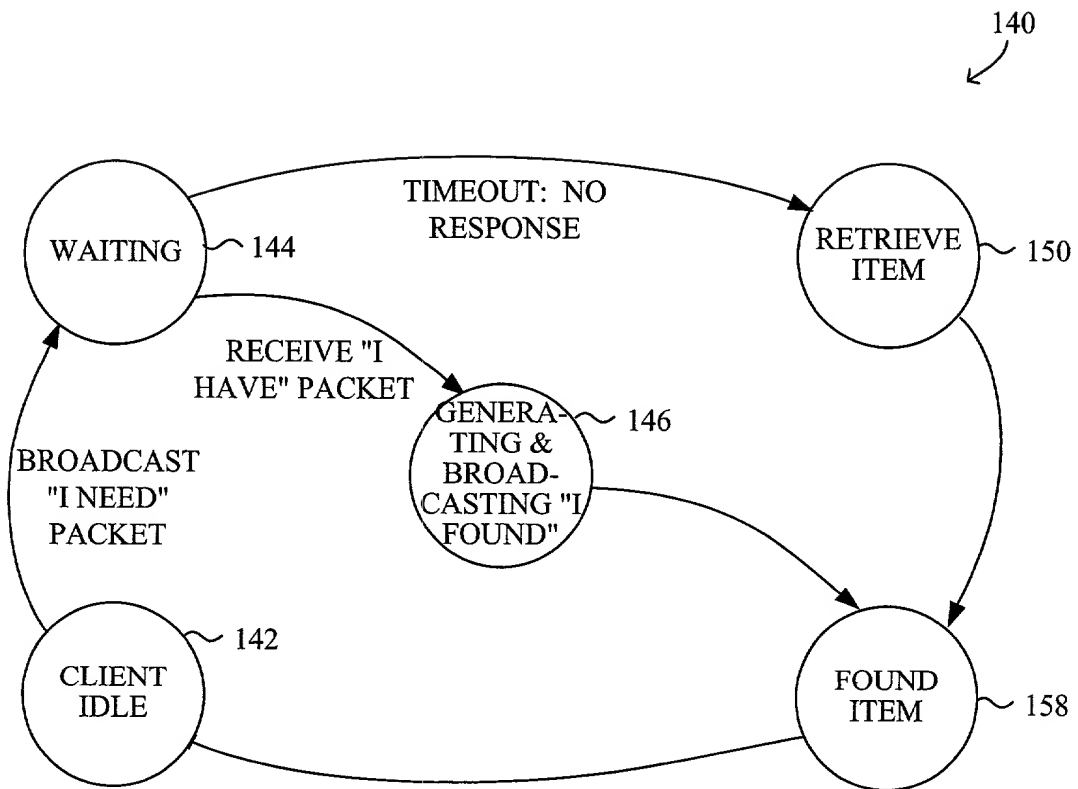 140
TIMEOUT: NO
RESPONSE
WAITING
144
RETRIEVE
ITEM
150
RECEIVE "I
HAVE" PACKET
GENERA-
TING &
BROAD-
CASTING "I
FOUND"
146
BROADCAST
"I NEED"
PACKET
142
CLIENT
IDLE
FOUND
ITEM
158